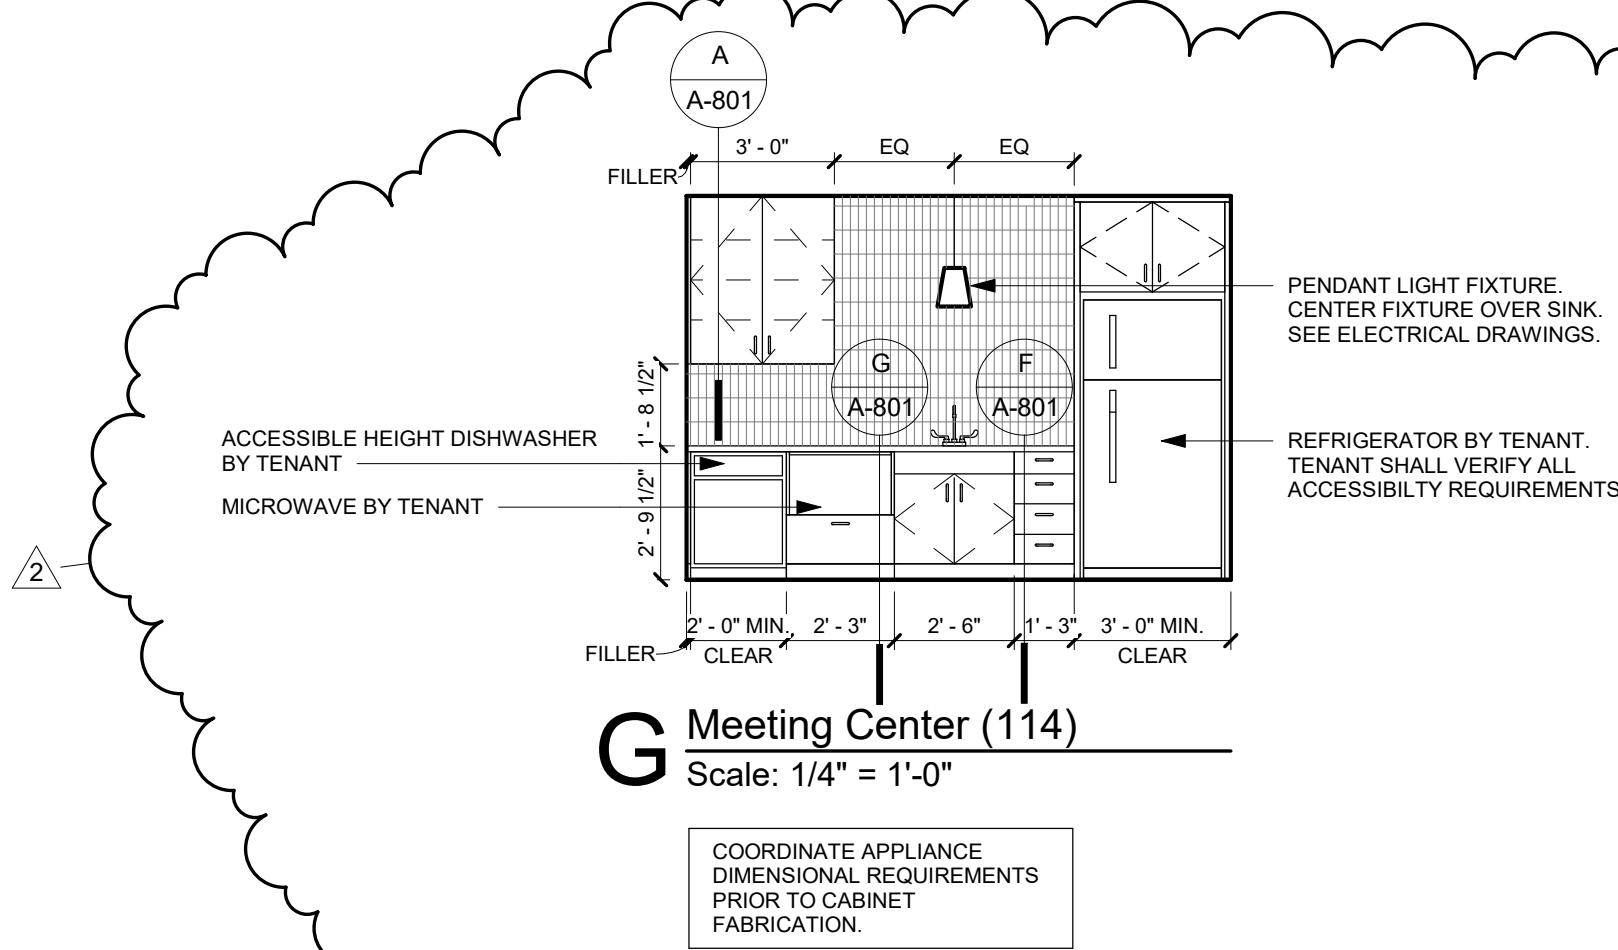 A
A-801
3' - 0"
EQ
EQ
FILLER
PENDANT LIGHT FIXTURE.
CENTER FIXTURE OVER SINK.
SEE ELECTRICAL DRAWINGS.
1' - 8 1/2"
G
A-801
F
A-801
ACCESSIBLE HEIGHT DISHWASHER
BY TENANT
MICROWAVE BY TENANT
REFRIGERATOR BY TENANT.
TENANT SHALL VERIFY ALL
ACCESSIBILTY REQUIREMENTS
2' - 9 1/2"
2
2' - 0" MIN.
CLEAR
2' - 3"
2' - 6"
1' - 3"
3' - 0" MIN.
CLEAR
FILLER
G
Meeting Center (114)
Scale: 1/4" = 1'-0"
COORDINATE APPLIANCE
DIMENSIONAL REQUIREMENTS
PRIOR TO CABINET
FABRICATION.